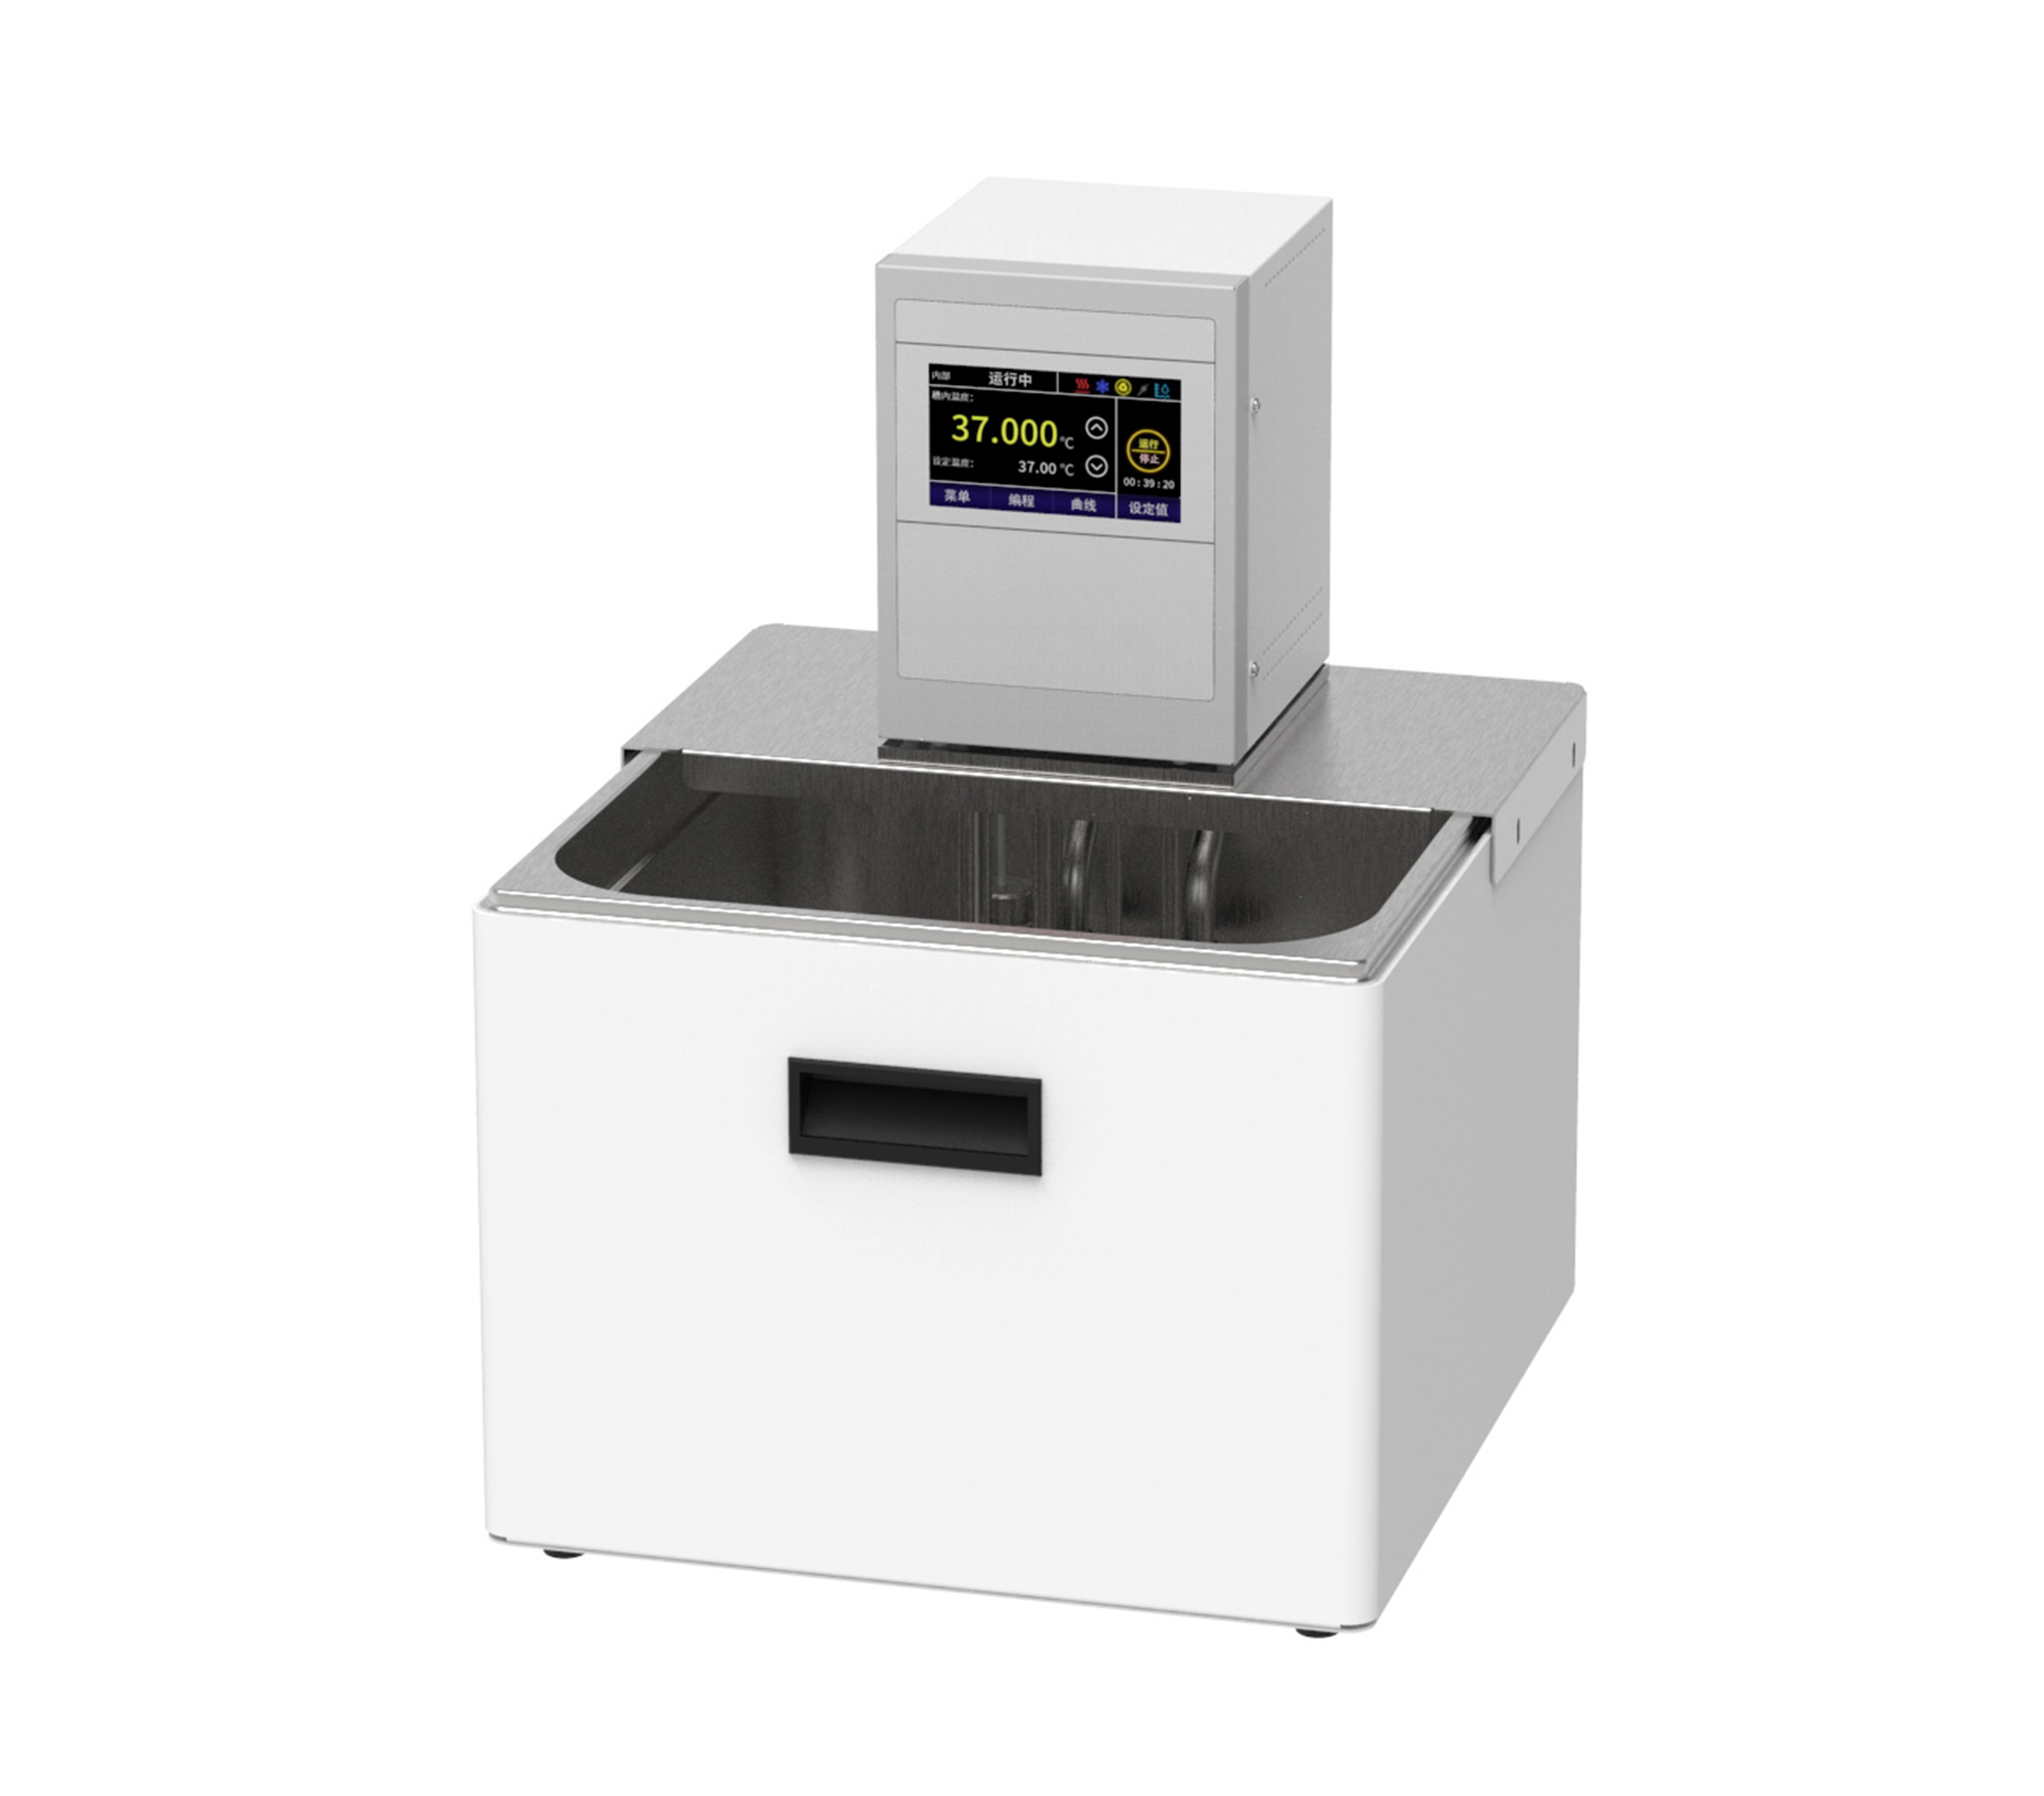 内部 运行中
槽内温度：
37.000 ℃
设定温度： 37.00 ℃
运行
停止
00:39:20
菜单 编程 曲线 设定值